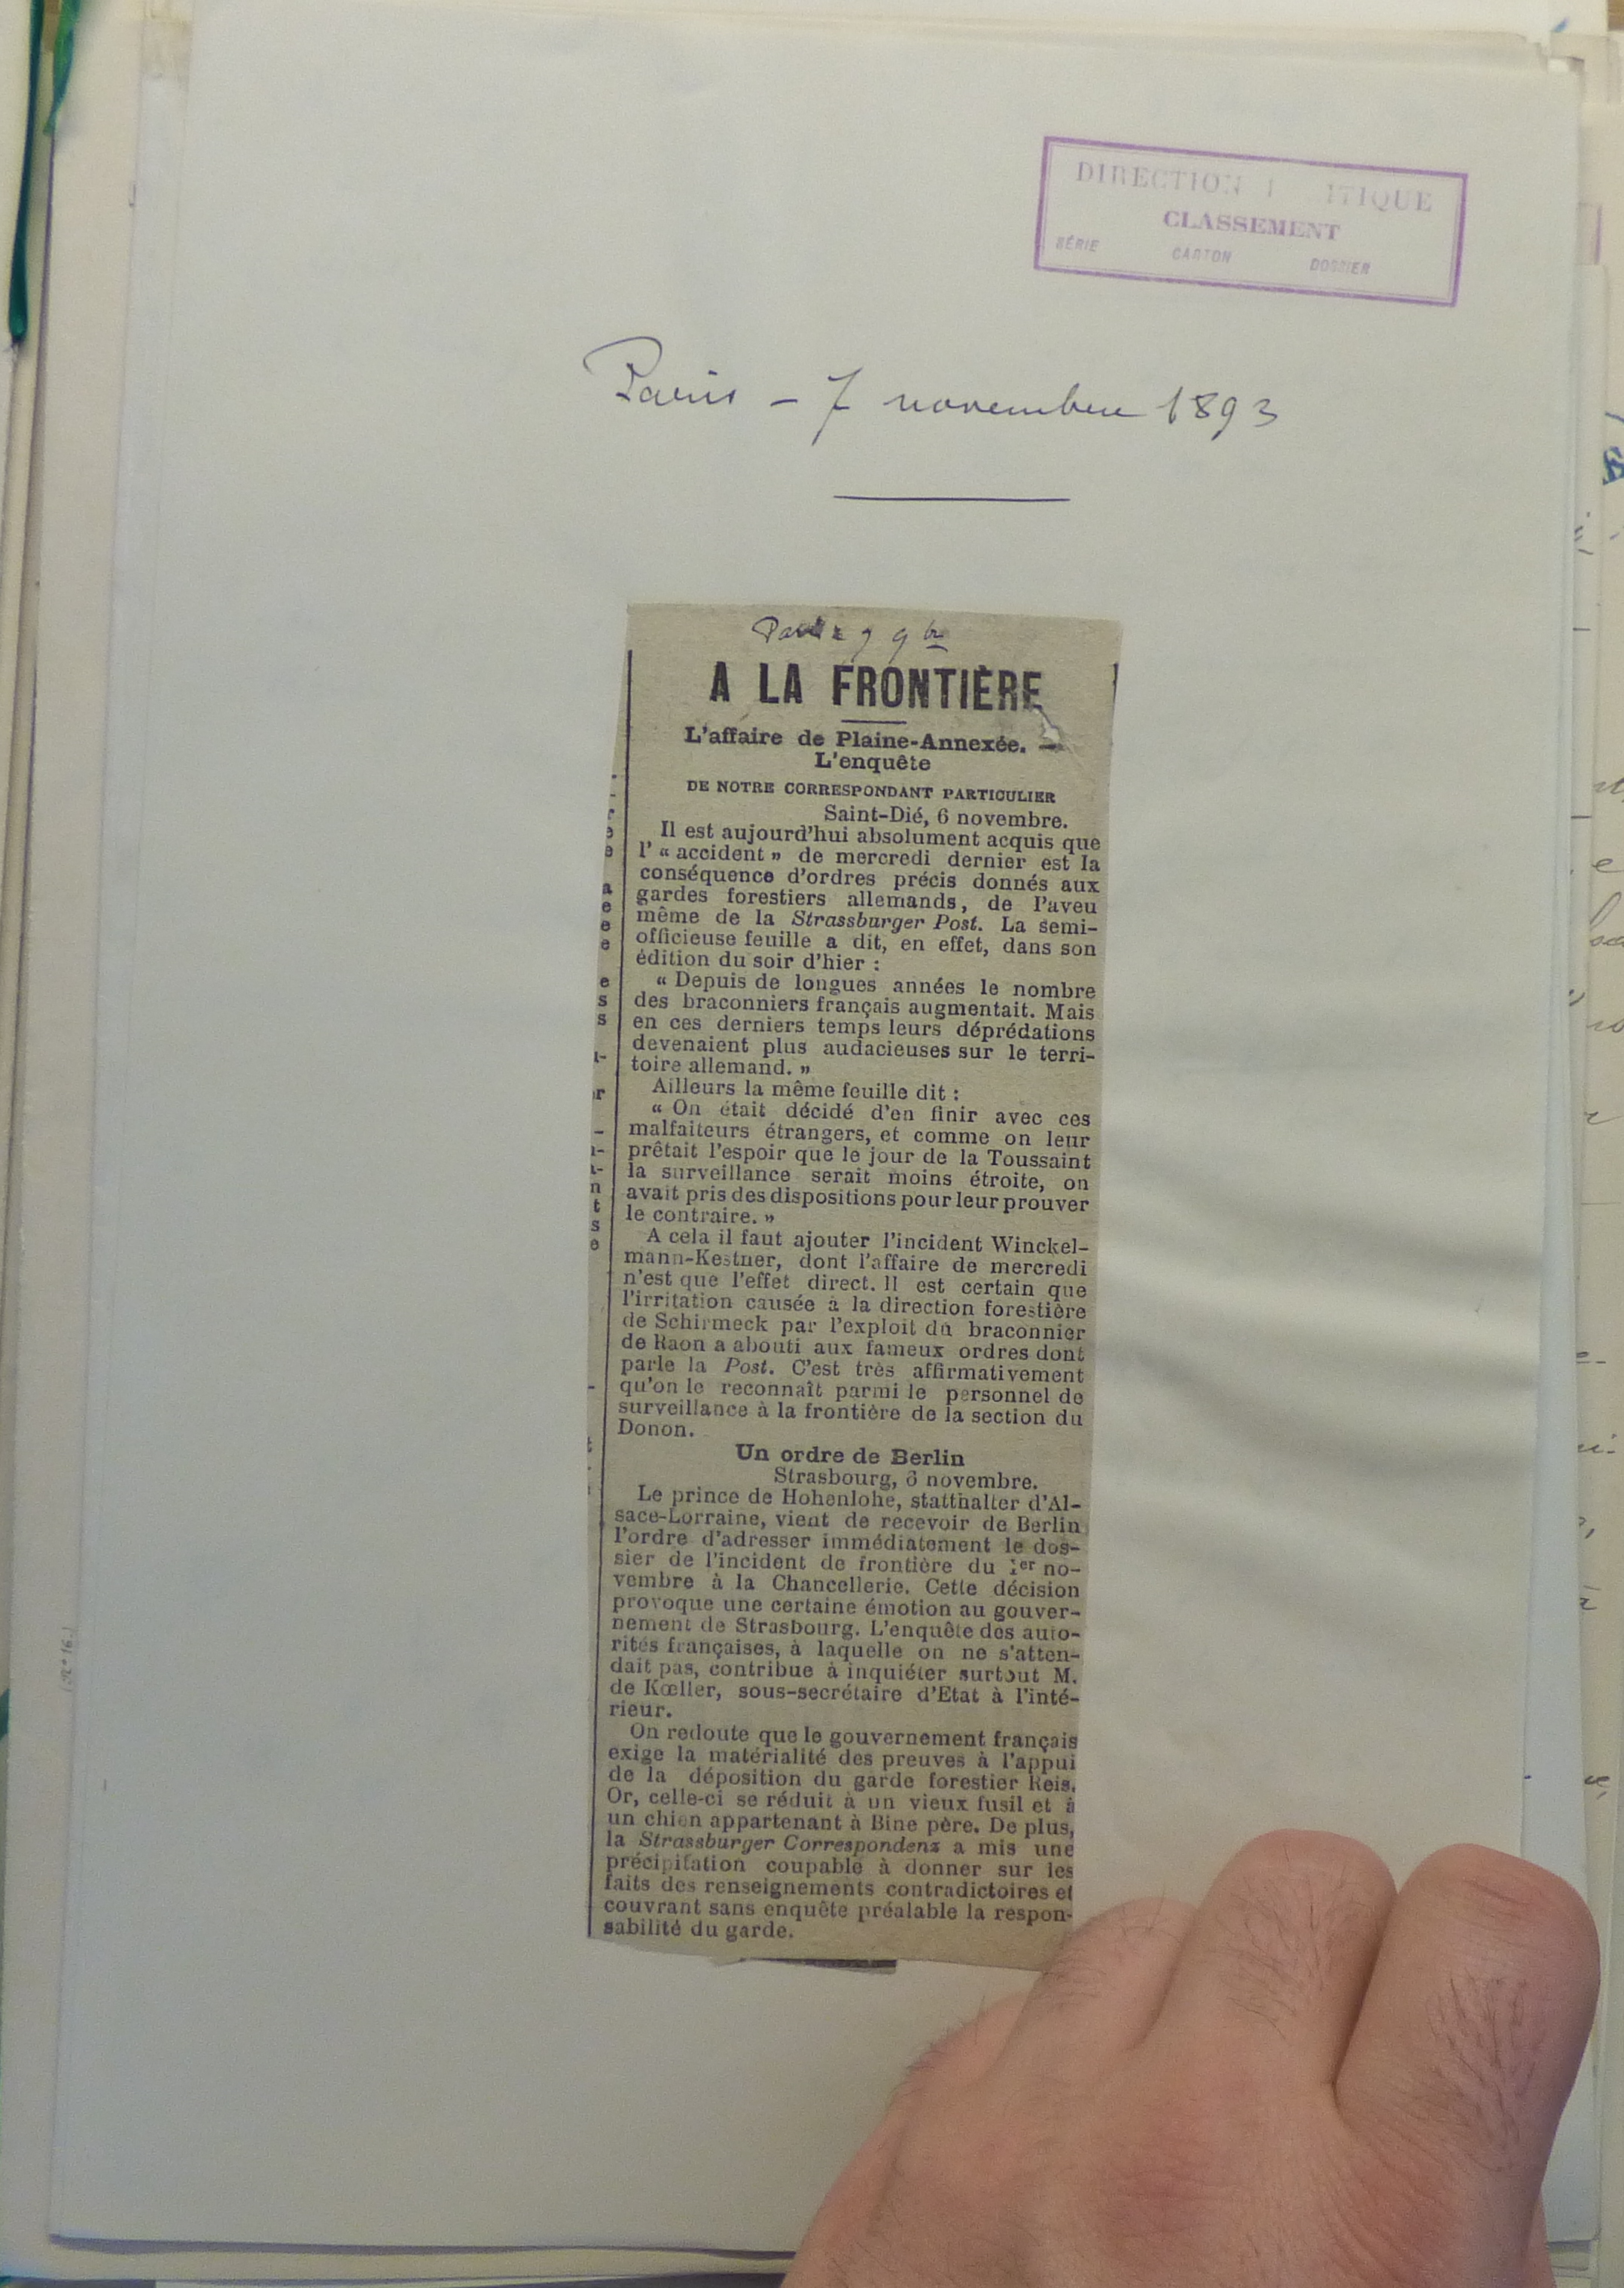 DIRECTION ITIQUE
CLASSEMENT
SÉRIE CARTON DOSSIER
Paris - 7 novembre 1893
7 9bre
A LA FRONTIÈRE
L'affaire de Plaine-Annexée. —
L'enquête
DE NOTRE CORRESPONDANT PARTICULIER
Saint-Dié, 6 novembre.
Il est aujourd'hui absolument acquis que
l' « accident » de mercredi dernier est la
conséquence d'ordres précis donnés aux
gardes forestiers allemands, de l'aveu
même de la Strassburger Post. La semi-
officieuse feuille a dit, en effet, dans son
édition du soir d'hier :
« Depuis de longues années le nombre
des braconniers français augmentait. Mais
en ces derniers temps leurs déprédations
devenaient plus audacieuses sur le terri-
toire allemand. »
Ailleurs la même feuille dit :
« On était décidé d'en finir avec ces
malfaiteurs étrangers, et comme on leur
prêtait l'espoir que le jour de la Toussaint
la surveillance serait moins étroite, on
avait pris des dispositions pour leur prouver
le contraire. »
A cela il faut ajouter l'incident Winckel-
mann-Kestner, dont l'affaire de mercredi
n'est que l'effet direct. Il est certain que
l'irritation causée à la direction forestière
de Schirmeck par l'exploit du braconnier
de Raon a abouti aux fameux ordres dont
parle la Post. C'est très affirmativement
qu'on le reconnaît parmi le personnel de
surveillance à la frontière de la section du
Donon.
Un ordre de Berlin
Strasbourg, 6 novembre.
Le prince de Hohenlohe, statthalter d'Al-
sace-Lorraine, vient de recevoir de Berlin
l'ordre d'adresser immédiatement le dos-
sier de l'incident de frontière du 1er no-
vembre à la Chancellerie. Cette décision
provoque une certaine émotion au gouver-
nement de Strasbourg. L'enquête des auto-
rités françaises, à laquelle on ne s'atten-
dait pas, contribue à inquiéter surtout M.
de Kœller, sous-secrétaire d'Etat à l'inté-
rieur.
On redoute que le gouvernement français
exige la matérialité des preuves à l'appui
de la déposition du garde forestier Reis.
Or, celle-ci se réduit à un vieux fusil et à
un chien appartenant à Bine père. De plus,
la Strassburger Correspondenz a mis une
précipitation coupable à donner sur les
faits des renseignements contradictoires et
couvrant sans enquête préalable la respon-
sabilité du garde.